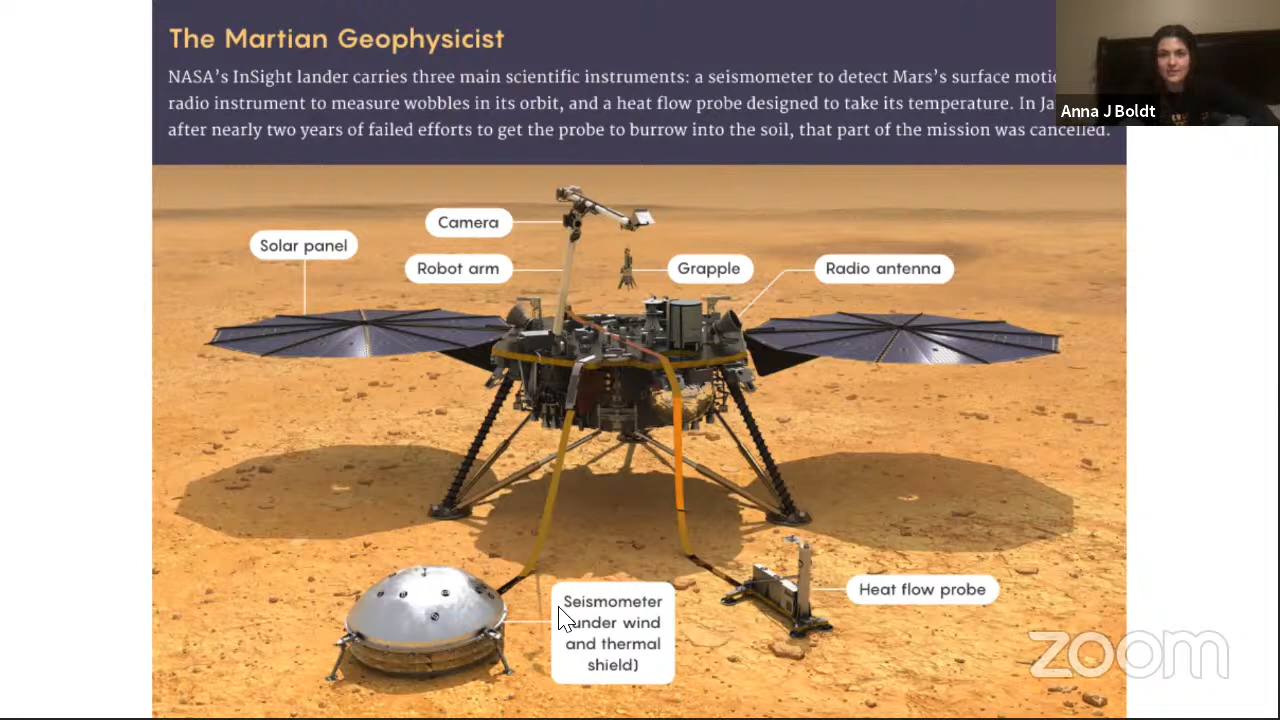 The Martian Geophysicist
NASA's InSight lander carries three main scientific instruments: a seismometer to detect Mars's surface
radio instrument to measure wobbles in its orbit, and a heat flow probe designed to take its temperature. In
after nearly two years of failed efforts to get the probe to burrow into the soil, that part of the mission was cancelled.
Anna J Boldt
Camera
Solar panel
Robot arm
Grapple
Radio antenna
Seismometer
under wind
and thermal
shield)
Heat flow probe
zoom